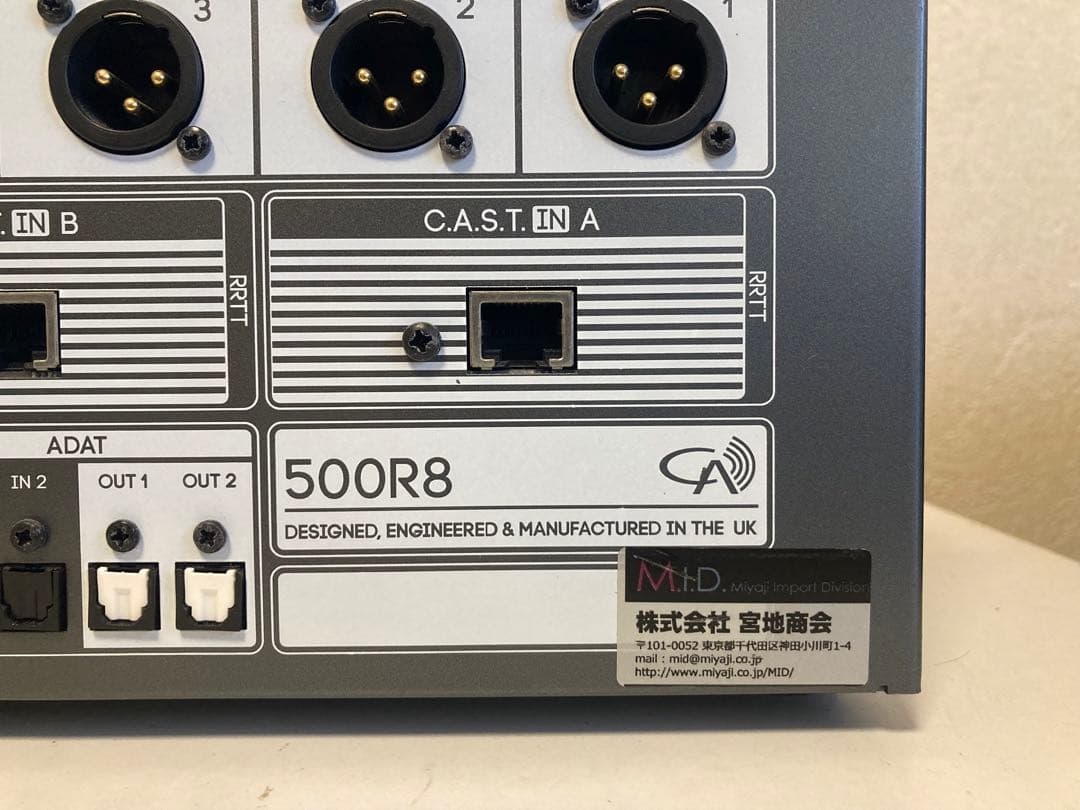 3
2
1
. IN B
C.A.S.T. IN A
RRTT
RRTT
ADAT
IN 2
OUT 1
OUT 2
500R8
CA
DESIGNED, ENGINEERED & MANUFACTURED IN THE UK
M.I.D. Miyaji Import Division
株式会社 宮地商会
〒101-0052 東京都千代田区神田小川町1-4
mail : mid@miyaji.co.jp
http://www.miyaji.co.jp/MID/